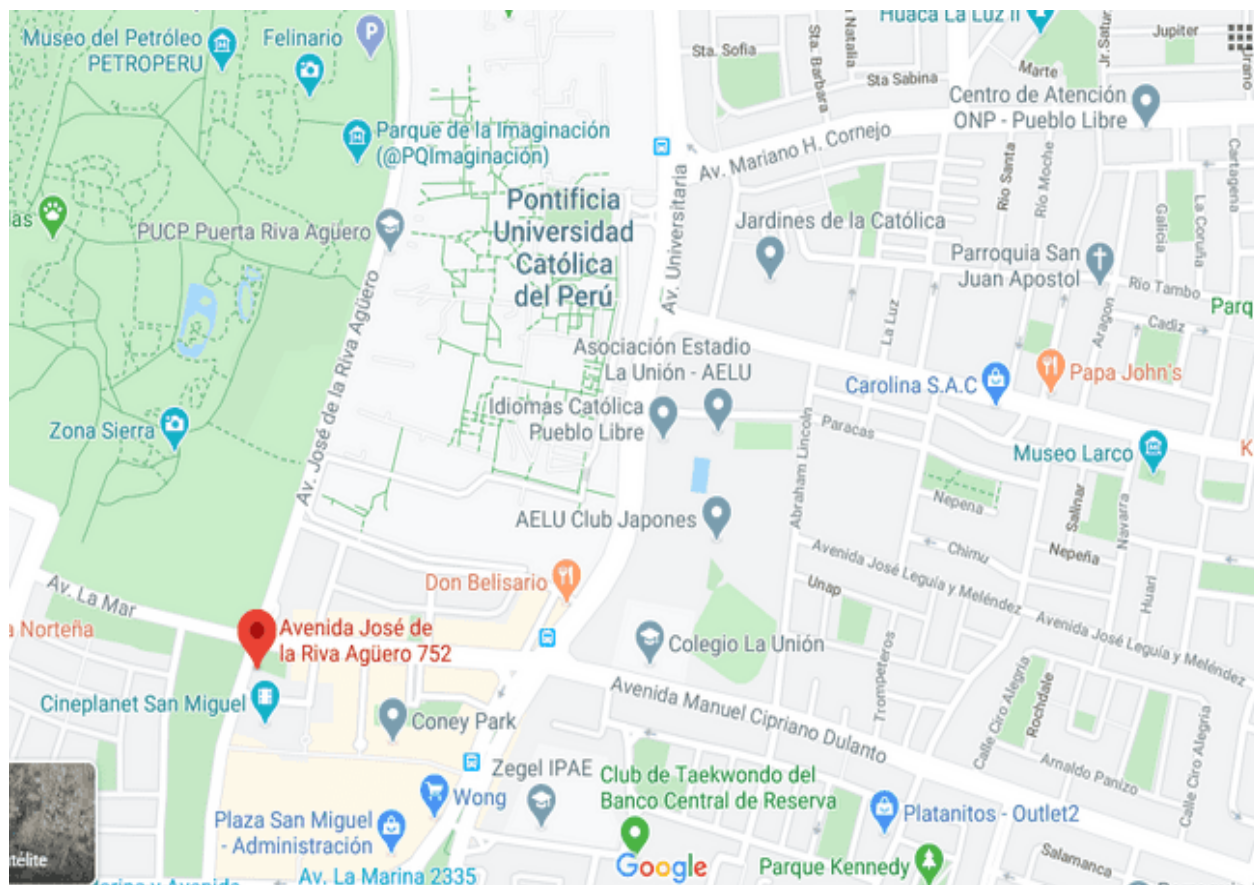 Museo del Petróleo
PETROPERU
Felinario
P
Huaca La Luz II
Sta. Sofia
Sta. Barbara
Natalia
Sta Sabina
Marte
Jr. Satur
Jupiter
Urano
Centro de Atención
ONP - Pueblo Libre
Parque de la Imaginación
(@PQImaginación)
Av. Mariano H. Cornejo
Cartagena
as
PUCP Puerta Riva Agüero
Pontificia
Universidad
Católica
del Perú
Av. Universitaria
Jardines de la Católica
Rio Santa
Rio Moche
Galicia
La Coruña
Parroquia San
Juan Apostol
Rio Tambo
Parq
Av. José de la Riva Agüero
La Luz
Aragon
Cadiz
Asociación Estadio
La Unión - AELU
Carolina S.A.C
Papa John's
Idiomas Católica
Pueblo Libre
Zona Sierra
Abraham Lincoln
Paracas
Museo Larco
K
Nepena
Salinar
Navarra
AELU Club Japones
Chimu
Nepeña
Avenida José Leguía y Meléndez
Huari
Unap
Don Belisario
Av. La Mar
Avenida José Leguía y Meléndez
a Norteña
Avenida José de
la Riva Agüero 752
Colegio La Unión
Trompeteros
Calle Ciro Alegria
Rochdale
Cineplanet San Miguel
Coney Park
Avenida Manuel Cipriano Dulanto
Calle Ciro Alegria
Arnaldo Panizo
Zegel IPAE
Club de Taekwondo del
Banco Central de Reserva
Wong
Platanitos - Outlet2
Plaza San Miguel
- Administración
télite
Google
Parque Kennedy
Salamanca
Av. La Marina 2335